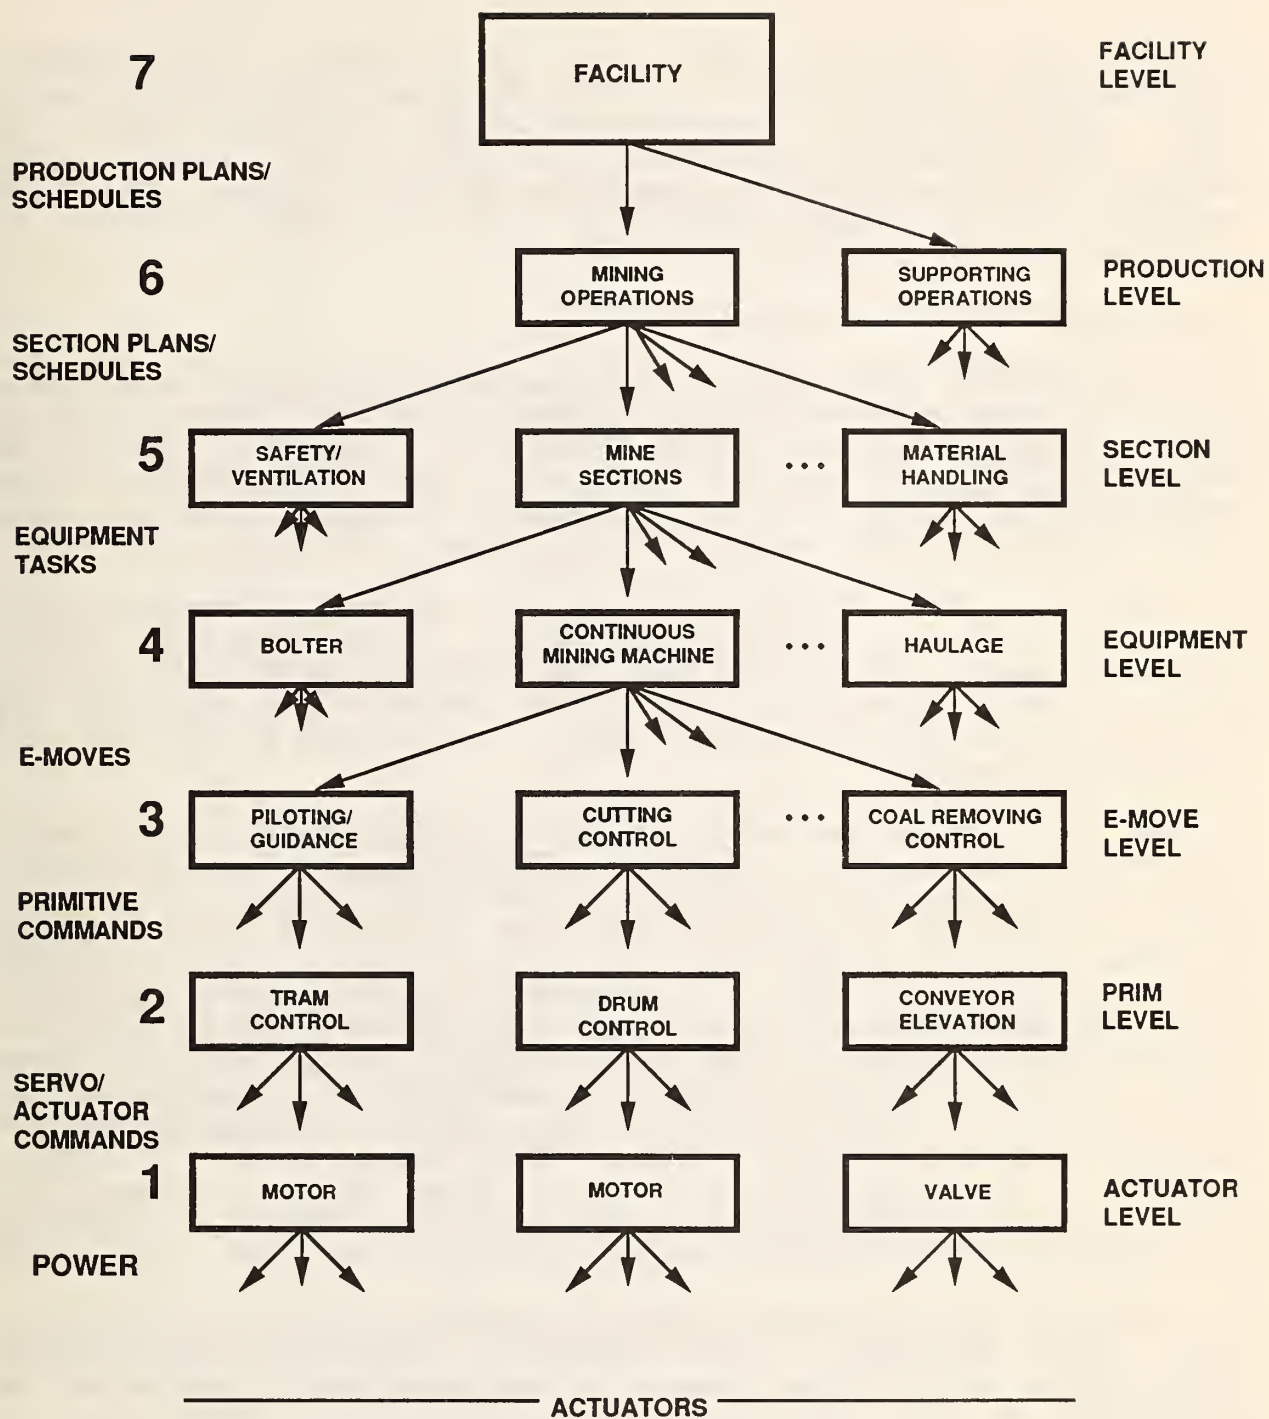 7
FACILITY
FACILITY
LEVEL
PRODUCTION PLANS/
SCHEDULES
6
MINING
OPERATIONS
SUPPORTING
OPERATIONS
PRODUCTION
LEVEL
SECTION PLANS/
SCHEDULES
5
SAFETY/
VENTILATION
MINE
SECTIONS
...
MATERIAL
HANDLING
SECTION
LEVEL
EQUIPMENT
TASKS
4
BOLTER
CONTINUOUS
MINING MACHINE
...
HAULAGE
EQUIPMENT
LEVEL
E-MOVES
3
PILOTING/
GUIDANCE
CUTTING
CONTROL
...
COAL REMOVING
CONTROL
E-MOVE
LEVEL
PRIMITIVE
COMMANDS
2
TRAM
CONTROL
DRUM
CONTROL
CONVEYOR
ELEVATION
PRIM
LEVEL
SERVO/
ACTUATOR
COMMANDS
1
MOTOR
MOTOR
VALVE
ACTUATOR
LEVEL
POWER
ACTUATORS